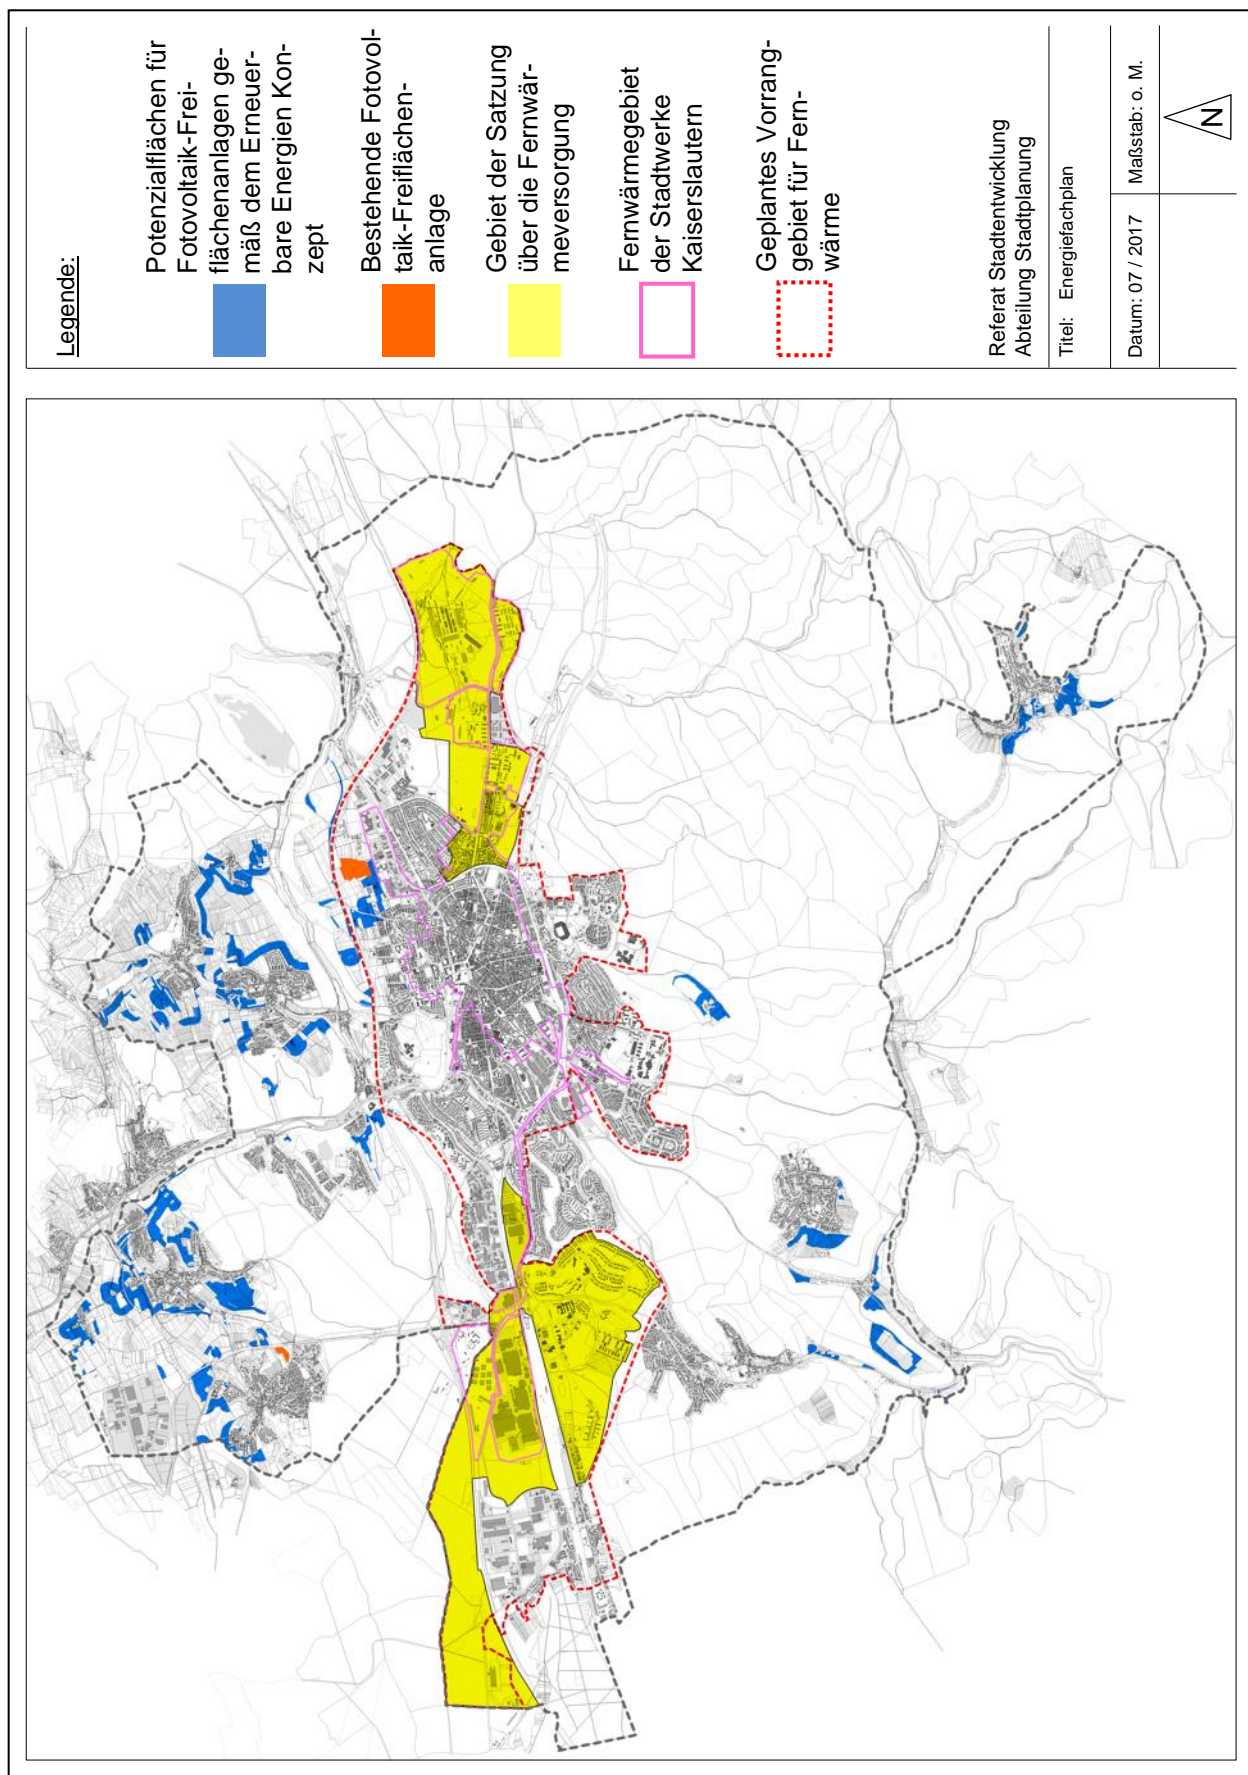 Legende:
Potenzialflächen für
Fotovoltaik-Frei-
flächenanlagen ge-
mäß dem Erneuer-
bare Energien Kon-
zept
Bestehende Fotovol-
taik-Freiflächen-
anlage
Gebiet der Satzung
über die Fernwär-
meversorgung
Fernwärmegebiet
der Stadtwerke
Kaiserslautern
Geplantes Vorrang-
gebiet für Fern-
wärme
Referat Stadtentwicklung
Abteilung Stadtplanung
Titel: Energiefachplan
Datum: 07 / 2017 Maßstab: o. M.
N